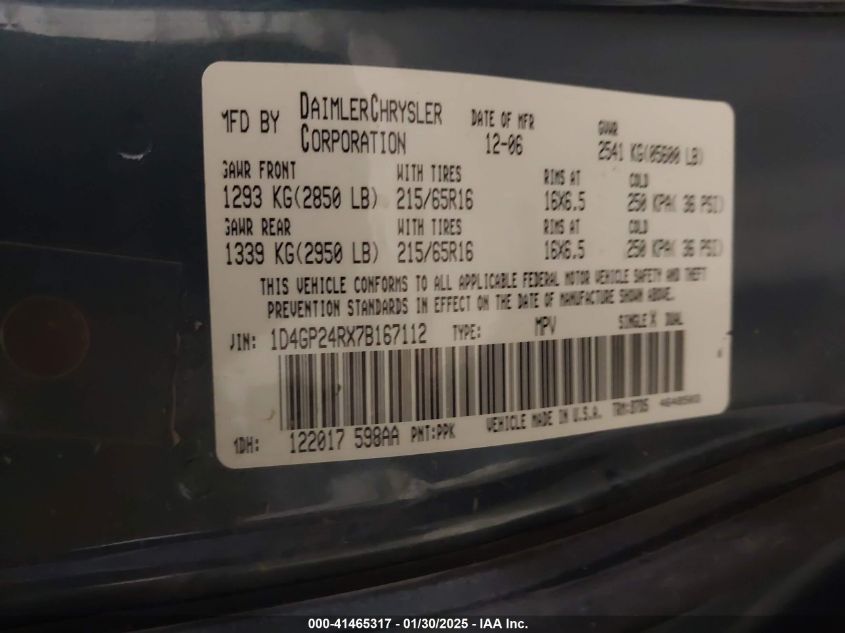 MFD BY DAIMLERCHRYSLER CORPORATION DATE OF MFR 12-06 GVWR 2541 KG(05600 LB)
GAWR FRONT WITH TIRES RIMS AT COLD
1293 KG(2850 LB) 215/65R16 16X6.5 250 KPA( 36 PSI)
GAWR REAR WITH TIRES RIMS AT COLD
1339 KG(2950 LB) 215/65R16 16X6.5 250 KPA( 36 PSI)
THIS VEHICLE CONFORMS TO ALL APPLICABLE FEDERAL MOTOR VEHICLE SAFETY AND THEFT
PREVENTION STANDARDS IN EFFECT ON THE DATE OF MANUFACTURE SHOWN ABOVE.
VIN: 1D4GP24RX7B167112 TYPE: MPV SINGLE X DUAL
MDH: 122017 598AA PNT:PPK VEHICLE MADE IN U.S.A. TRM:
000-41465317 - 01/30/2025 - IAA Inc.